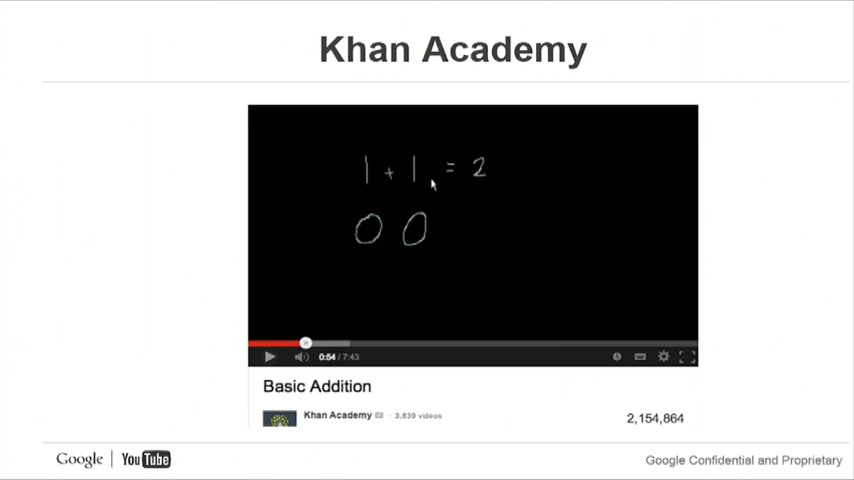 Khan Academy
1 + 1 = 2
0:54 / 7:43
Basic Addition
Khan Academy · 3,839 videos
2,154,864
Google | YouTube
Google Confidential and Proprietary